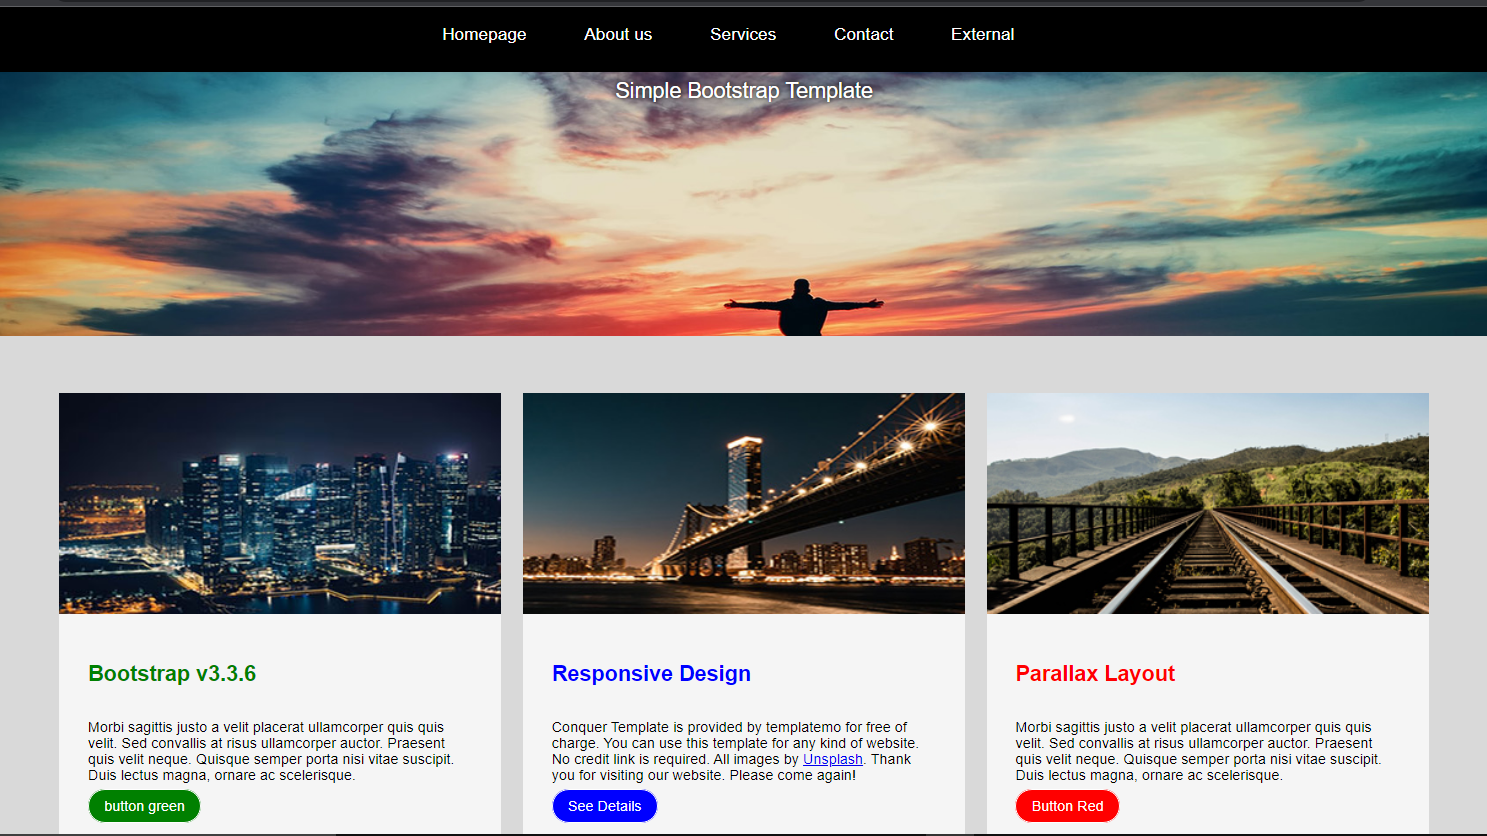 Homepage About us Services Contact External
Simple Bootstrap Template
Bootstrap v3.3.6
Morbi sagittis justo a velit placerat ullamcorper quis quis
velit. Sed convallis at risus ullamcorper auctor. Praesent
quis velit neque. Quisque semper porta nisi vitae suscipit.
Duis lectus magna, ornare ac scelerisque.
button green
Responsive Design
Conquer Template is provided by templatemo for free of
charge. You can use this template for any kind of website.
No credit link is required. All images by Unsplash. Thank
you for visiting our website. Please come again!
See Details
Parallax Layout
Morbi sagittis justo a velit placerat ullamcorper quis quis
velit. Sed convallis at risus ullamcorper auctor. Praesent
quis velit neque. Quisque semper porta nisi vitae suscipit.
Duis lectus magna, ornare ac scelerisque.
Button Red